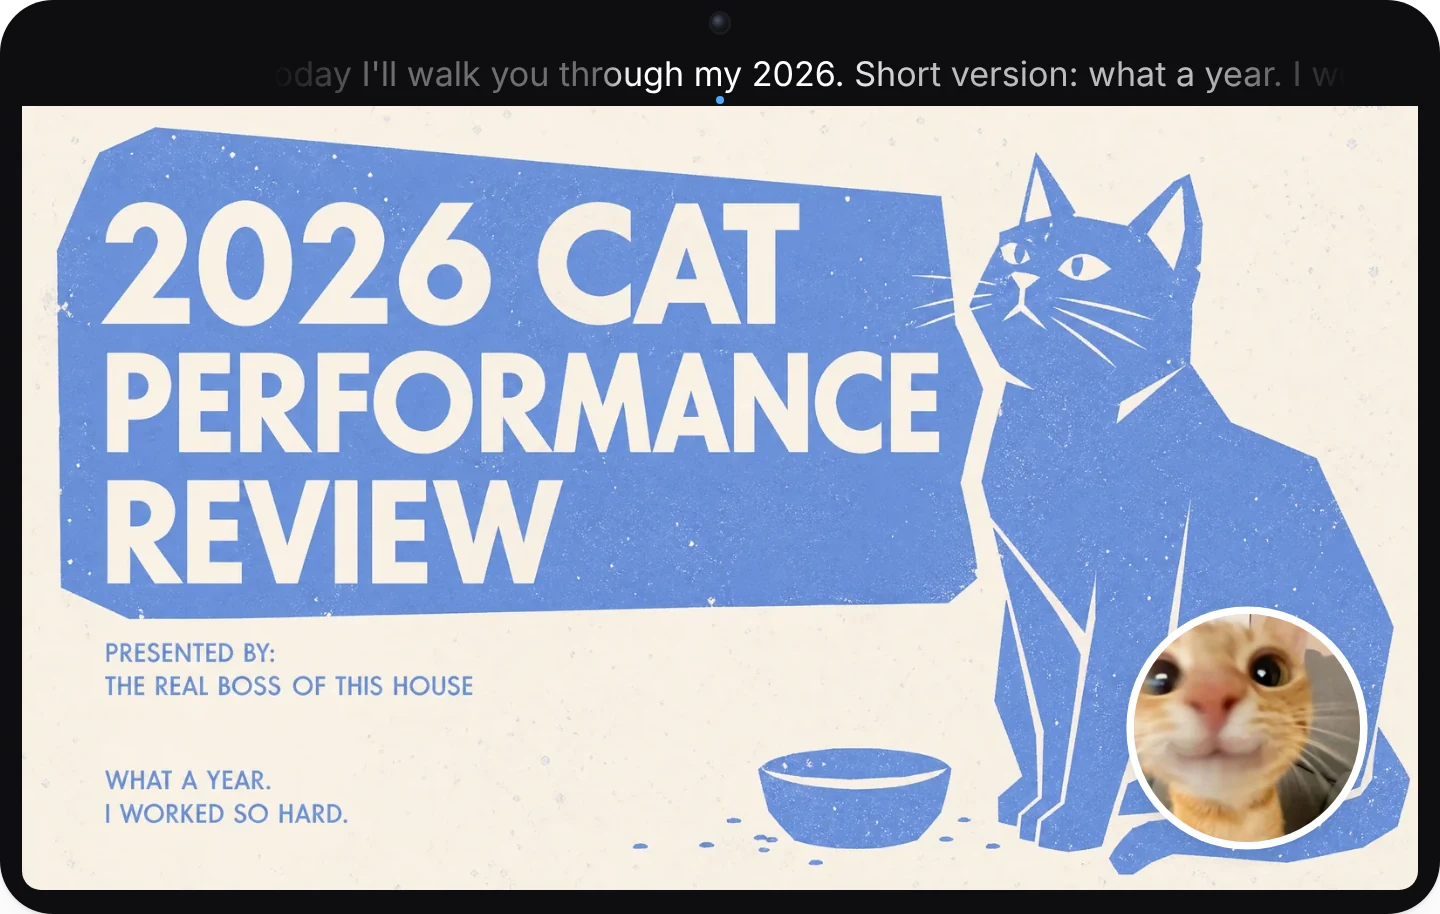 oday I'll walk you through my 2026. Short version: what a year. I w
2026 CAT
PERFORMANCE
REVIEW
PRESENTED BY:
THE REAL BOSS OF THIS HOUSE
WHAT A YEAR.
I WORKED SO HARD.